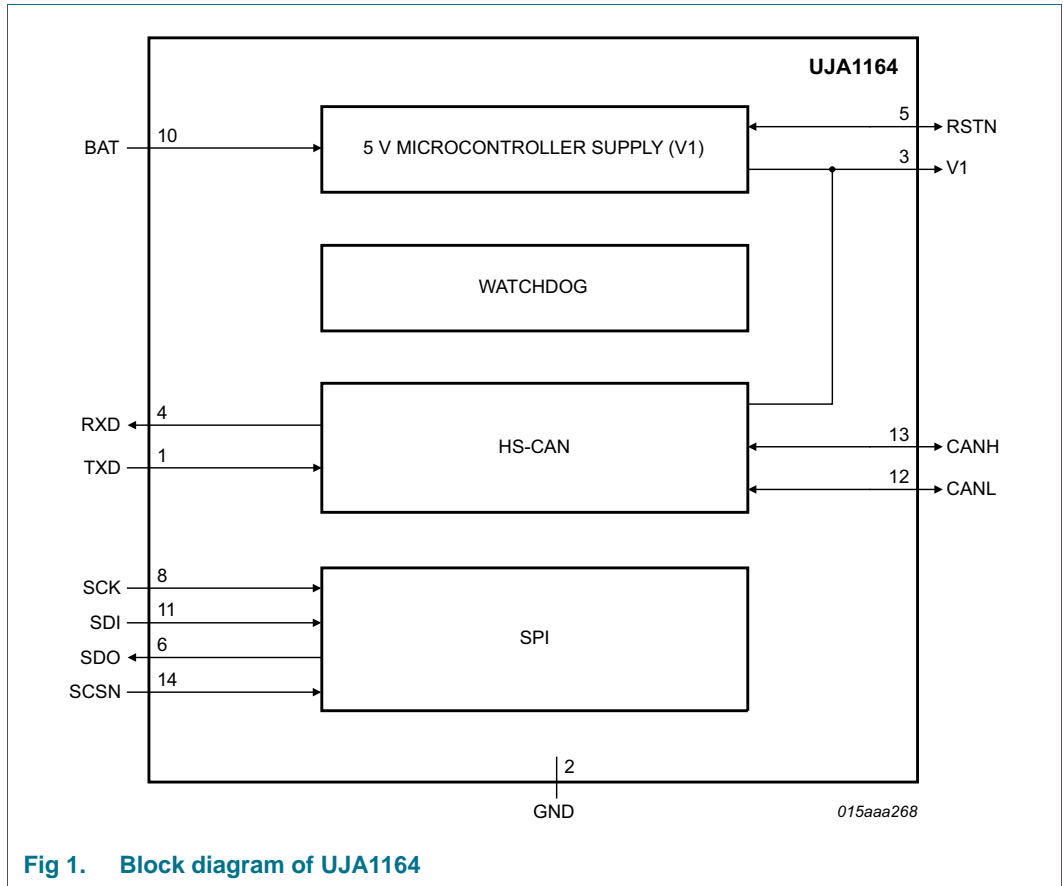 UJA1164
BAT
10
5 V MICROCONTROLLER SUPPLY (V1)
5
RSTN
3
V1
WATCHDOG
RXD
4
TXD
1
HS-CAN
13
CANH
12
CANL
SCK
8
SDI
11
SDO
6
SCSN
14
SPI
2
GND
015aaa268
Fig 1. Block diagram of UJA1164